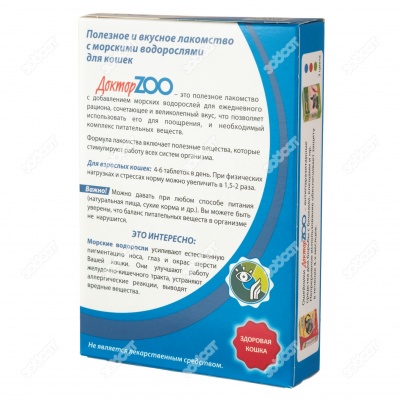 Полезное и вкусное лакомство
с морскими водорослями
для кошек
ДокторZOO – это полезное лакомство
с добавлением морских водорослей для ежедневного
рациона, сочетающее и великолепный вкус, что позволяет
использовать его для поощрения, и необходимый
комплекс питательных веществ.
Формула лакомства включает полезные вещества, которые
стимулируют работу всех систем организма.
Для взрослых кошек: 4-6 таблеток в день. При физических
нагрузках и стрессах норму можно увеличить в 1,5-2 раза.
Важно! Можно давать при любом способе питания
(натуральная пища, сухие корма и др.). Вы можете быть
уверены, что баланс питательных веществ в организме
не нарушится.
ЭТО ИНТЕРЕСНО:
Морские водоросли усиливают естественную
пигментацию носа, глаз и окрас шерсти
Вашей кошки. Они улучшают работу
желудочно-кишечного тракта, устраняют
аллергические реакции, выводят
вредные вещества.
ЗДОРОВАЯ
КОШКА
Не является лекарственным средством.
ДокторZOO